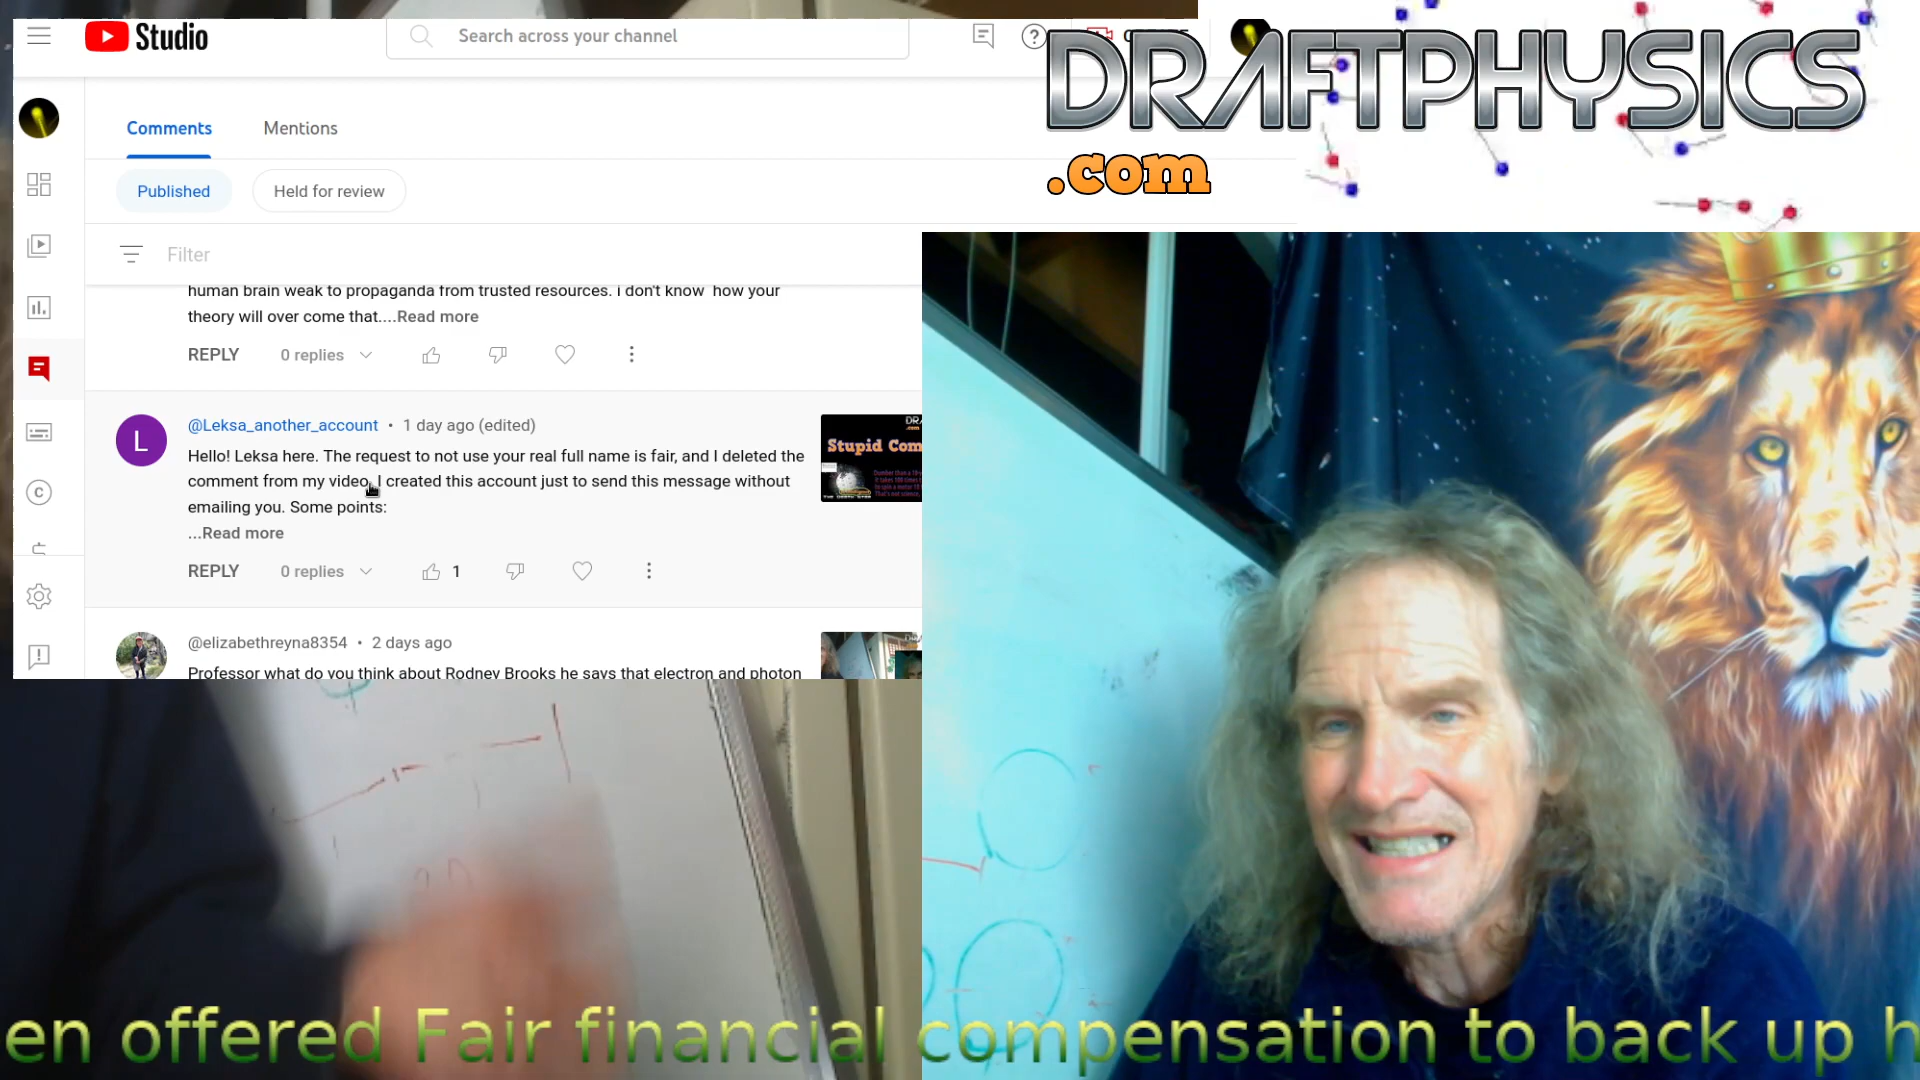 Studio
Search across your channel
DRAFTPHYSICS
.com
Comments
Mentions
Published
Held for review
Filter
human brain weak to propaganda from trusted resources. i don't know how your
theory will over come that....Read more
REPLY
0 replies
@Leksa_another_account • 1 day ago (edited)
Hello! Leksa here. The request to not use your real full name is fair, and I deleted the
comment from my video. I created this account just to send this message without
emailing you. Some points:
...Read more
Stupid Com
REPLY
0 replies
1
@elizabethreyna8354 • 2 days ago
Professor what do you think about Rodney Brooks he says that electron and photon
en offered Fair financial compensation to back up h